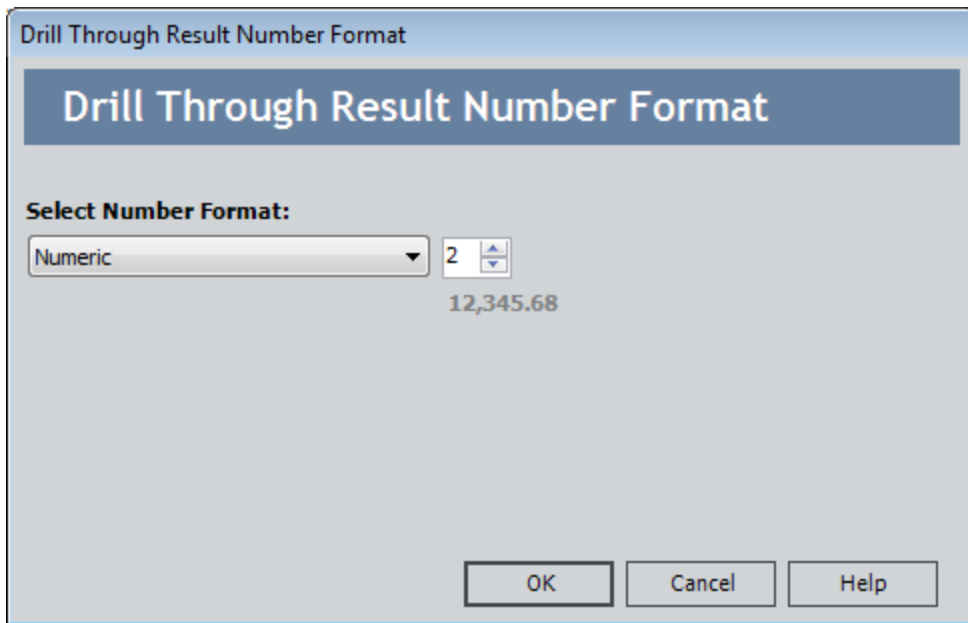 Drill Through Result Number Format
Drill Through Result Number Format
Select Number Format:
Numeric 2
12,345.68
OK Cancel Help